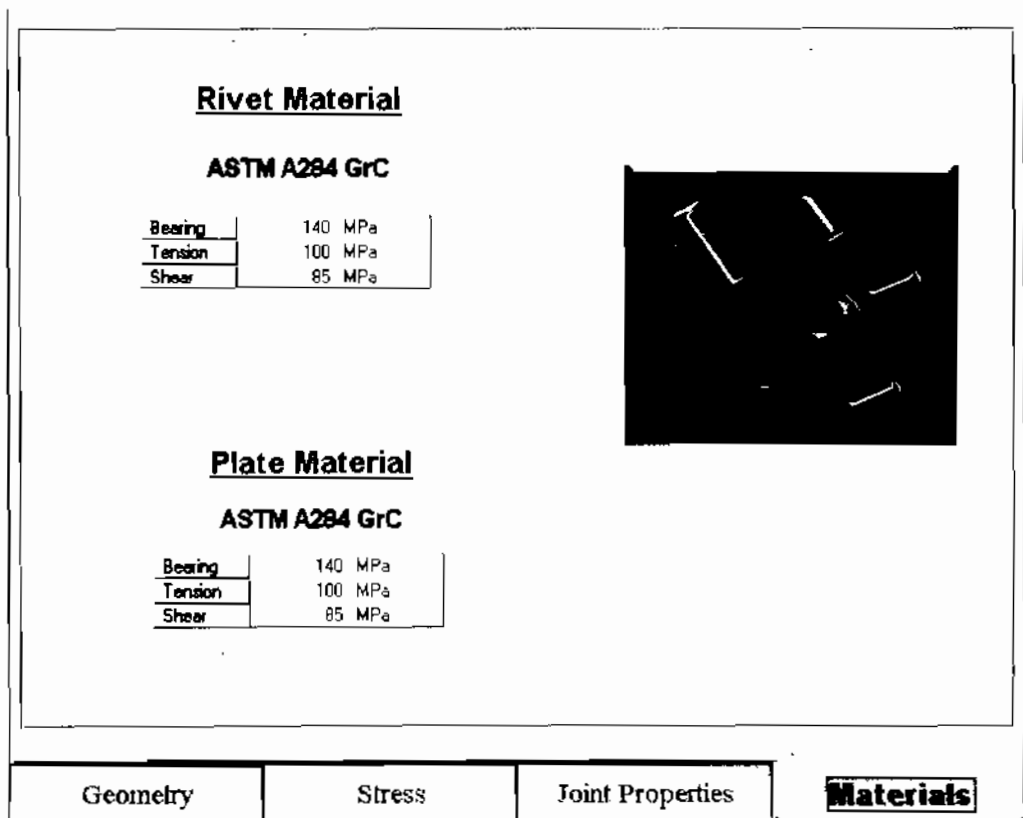 Rivet Material
ASTM A284 GrC
Bearing 140 MPa
Tension 100 MPa
Shear 85 MPa
Plate Material
ASTM A284 GrC
Bearing 140 MPa
Tension 100 MPa
Shear 85 MPa
Geometry Stress Joint Properties Materials